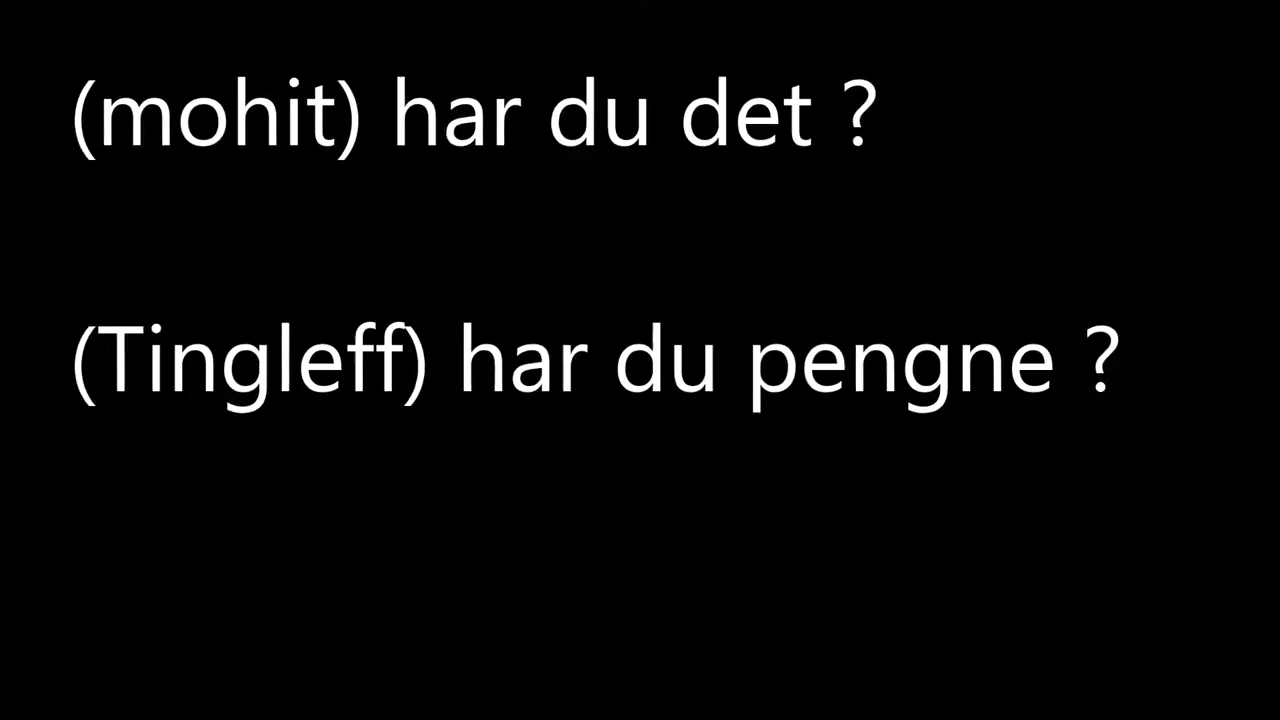 (mohit) har du det ?
(Tingleff) har du pengne ?